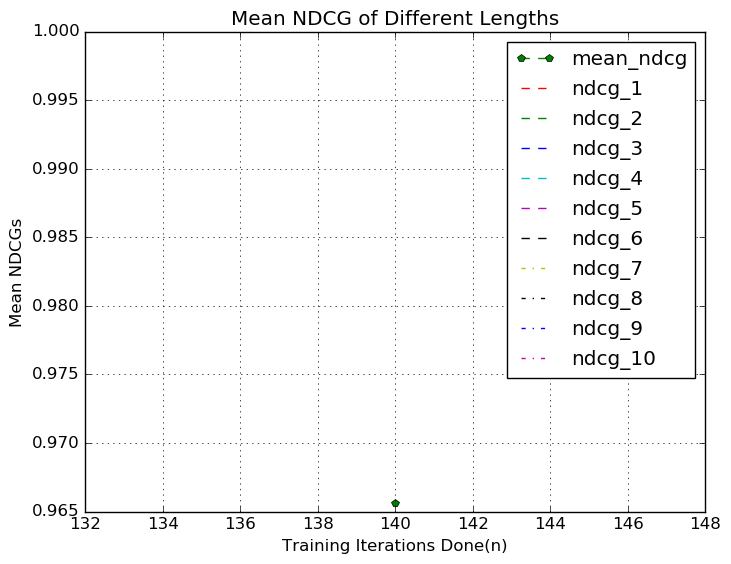 Mean NDCG of Different Lengths
1.000
0.995
0.990
0.985
0.980
0.975
0.970
0.965
Mean NDCGs
mean_ndcg
ndcg_1
ndcg_2
ndcg_3
ndcg_4
ndcg_5
ndcg_6
ndcg_7
ndcg_8
ndcg_9
ndcg_10
132 134 136 138 140 142 144 146 148
Training Iterations Done(n)